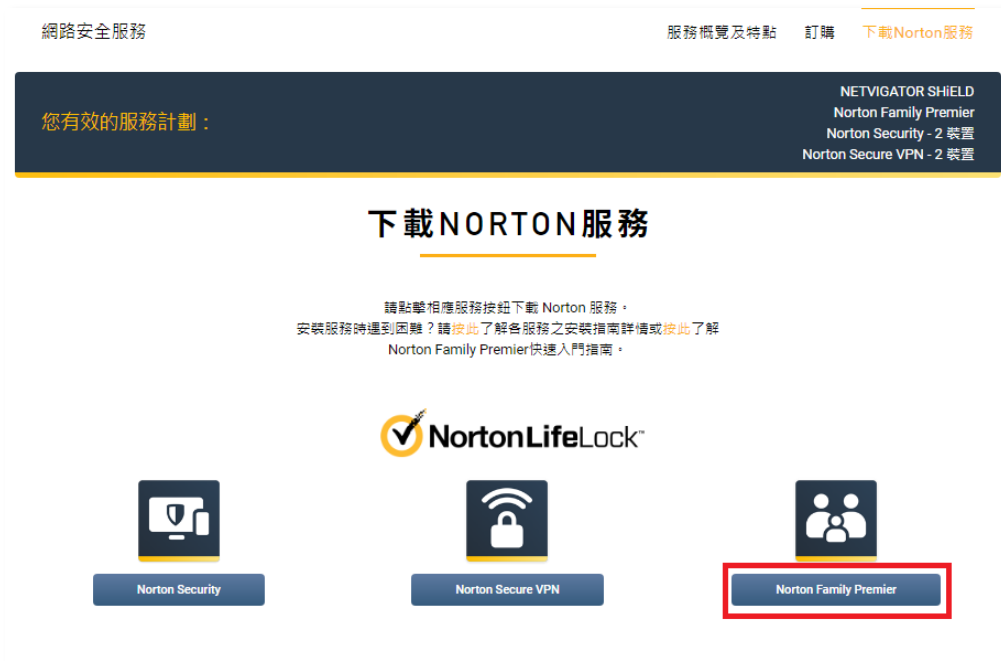 網路安全服務
服務概覽及特點 訂購 下載Norton服務
您有效的服務計劃：
NETVIGATOR SHiELD
Norton Family Premier
Norton Security - 2 裝置
Norton Secure VPN - 2 裝置
下載NORTON服務
請點擊相應服務按鈕下載 Norton 服務。
安裝服務時遇到困難？請按此了解各服務之安裝指南詳情或按此了解
Norton Family Premier快速入門指南。
NortonLifeLock™
Norton Security
Norton Secure VPN
Norton Family Premier